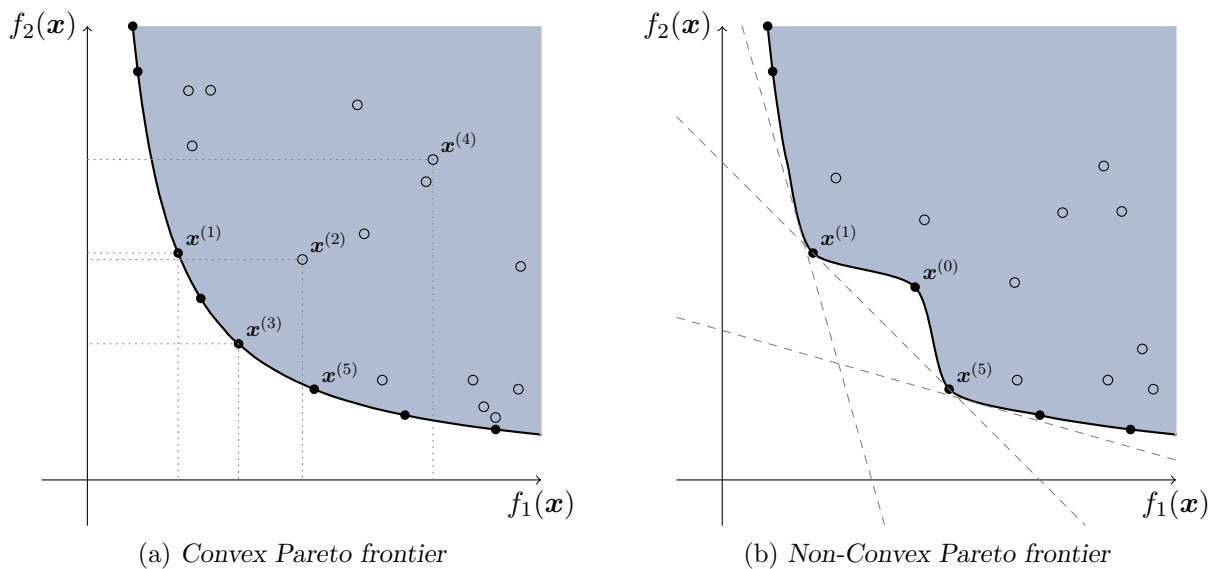 f₂(𝒙)
x⁽⁴⁾
x⁽¹⁾
x⁽²⁾
x⁽³⁾
x⁽⁵⁾
f₁(𝒙)
(a) Convex Pareto frontier
f₂(𝒙)
x⁽¹⁾
x⁽⁰⁾
x⁽⁵⁾
f₁(𝒙)
(b) Non-Convex Pareto frontier